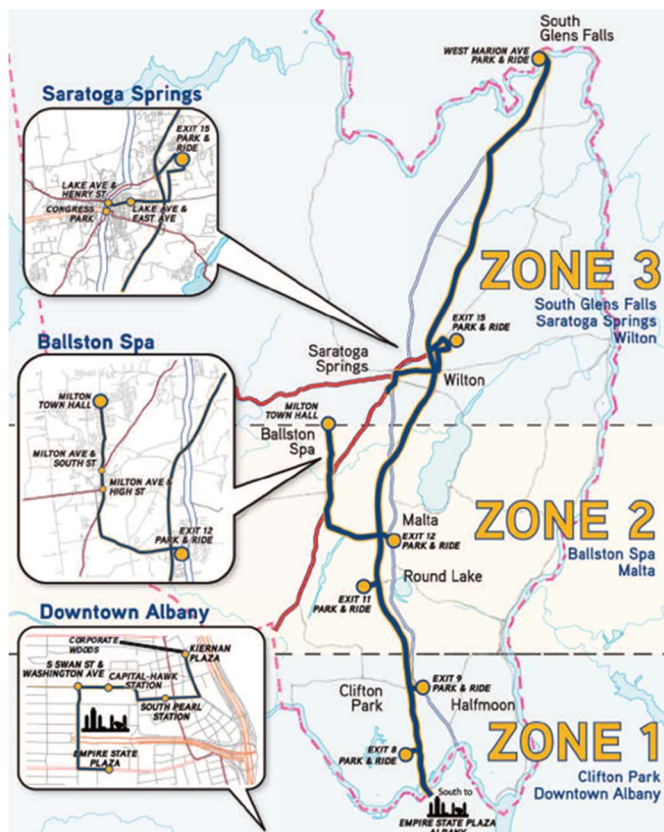 South
Glens Falls
WEST MARION AVE
PARK & RIDE
Saratoga Springs
EXIT 15
PARK &
RIDE
LAKE AVE &
HENRY ST
CONGRESS
PARK
LAKE AVE &
EAST AVE
ZONE 3
South Glens Falls
Saratoga Springs
Wilton
EXIT 15
PARK & RIDE
Saratoga
Springs
Wilton
Ballston Spa
MILTON
TOWN HALL
MILTON AVE &
SOUTH ST
MILTON AVE &
HIGH ST
EXIT 12
PARK & RIDE
MILTON
TOWN HALL
Ballston
Spa
ZONE 2
Ballston Spa
Malta
Malta
EXIT 12
PARK & RIDE
Round Lake
EXIT 11
PARK & RIDE
Downtown Albany
CORPORATE
WOODS
KIERNAN
PLAZA
S SWAN ST &
WASHINGTON AVE
CAPITAL-HAWK
STATION
SOUTH PEARL
STATION
EMPIRE STATE
PLAZA
EXIT 9
PARK & RIDE
Clifton
Park
Halfmoon
ZONE 1
Clifton Park
Downtown Albany
EXIT 8
PARK & RIDE
South to
EMPIRE STATE PLAZA
ALBANY